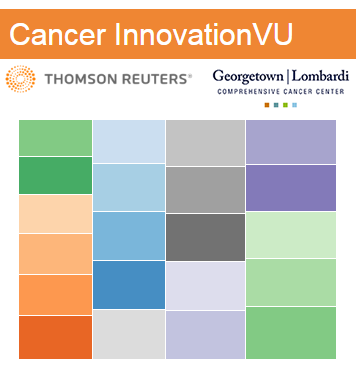 Cancer InnovationVU
THOMSON REUTERS®
Georgetown | Lombardi
COMPREHENSIVE CANCER CENTER